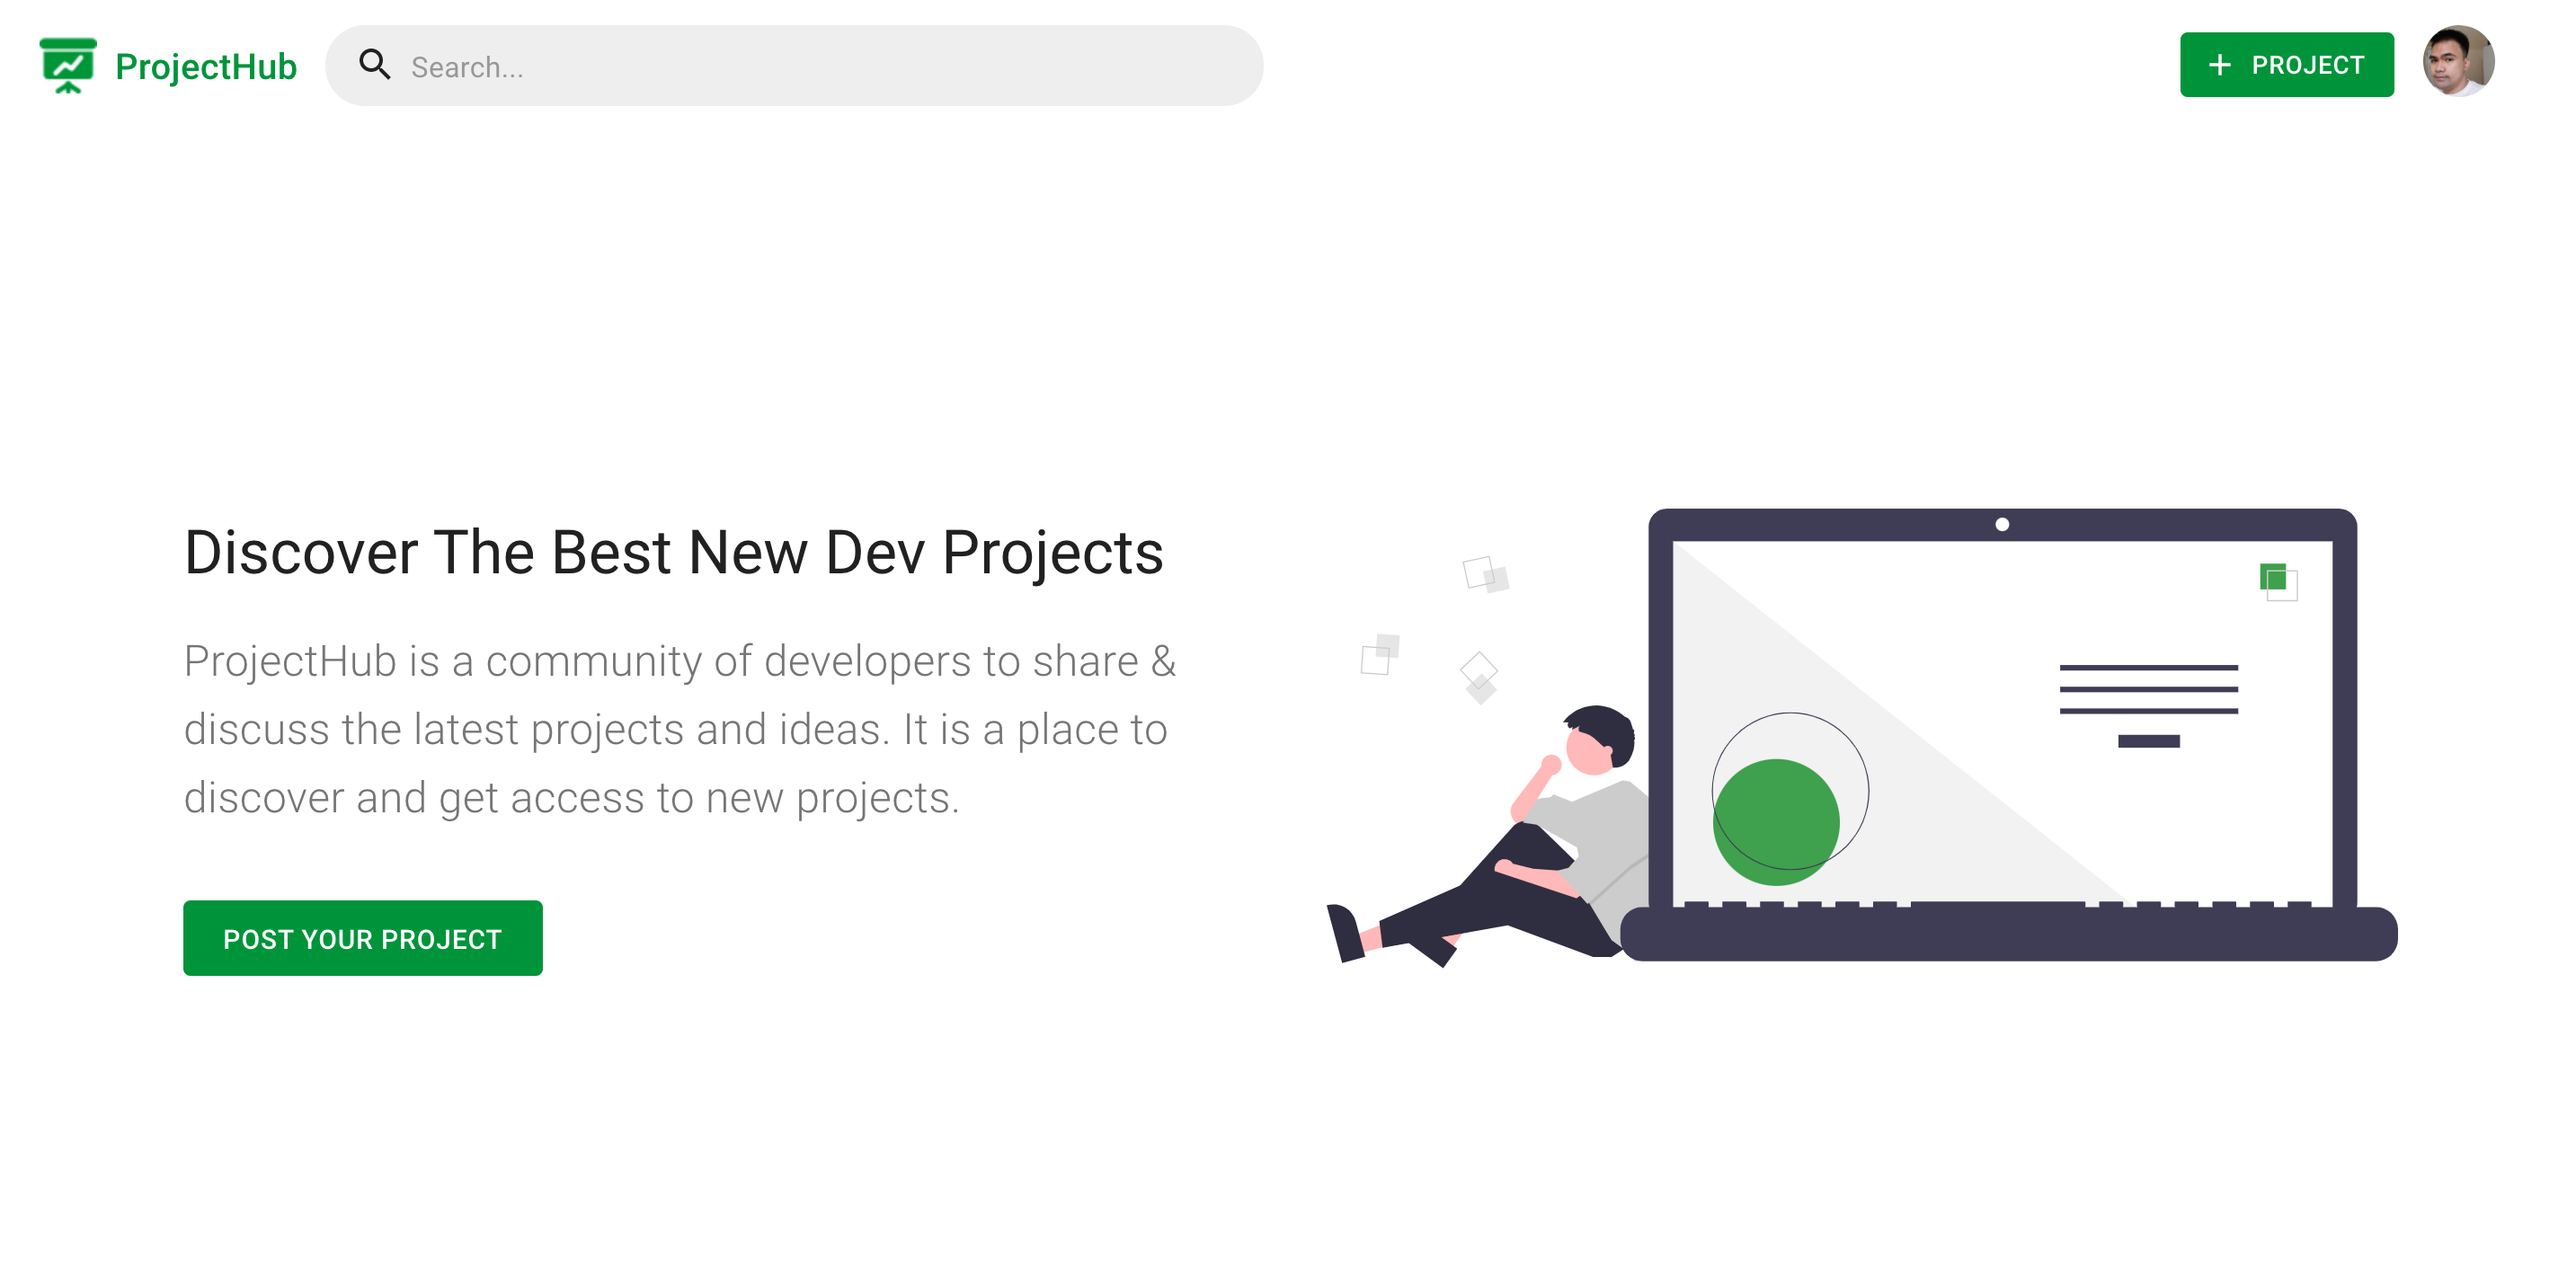 ProjectHub
Search...
PROJECT
Discover The Best New Dev Projects
ProjectHub is a community of developers to share &
discuss the latest projects and ideas. It is a place to
discover and get access to new projects.
POST YOUR PROJECT